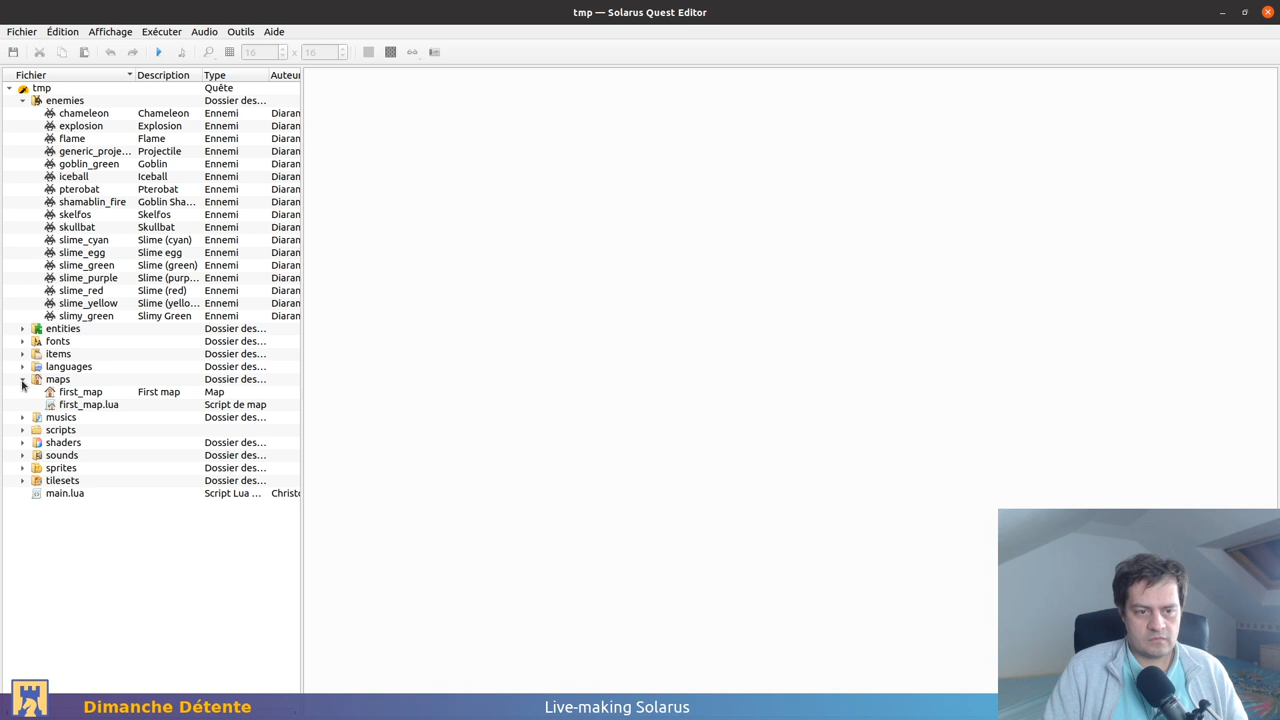 tmp — Solarus Quest Editor
Fichier Édition Affichage Exécuter Audio Outils Aide
16 x 16
Fichier Description Type Auteu
tmp Quête
enemies Dossier des…
chameleon Chameleon Ennemi Diaran
explosion Explosion Ennemi Diaran
flame Flame Ennemi Diaran
generic_proje… Projectile Ennemi Diaran
goblin_green Goblin Ennemi Diaran
iceball Iceball Ennemi Diaran
pterobat Pterobat Ennemi Diaran
shamablin_fire Goblin Sha… Ennemi Diaran
skelfos Skelfos Ennemi Diaran
skullbat Skullbat Ennemi Diaran
slime_cyan Slime (cyan) Ennemi Diaran
slime_egg Slime egg Ennemi Diaran
slime_green Slime (green) Ennemi Diaran
slime_purple Slime (purp… Ennemi Diaran
slime_red Slime (red) Ennemi Diaran
slime_yellow Slime (yello… Ennemi Diaran
slimy_green Slimy Green Ennemi Diaran
entities Dossier des…
fonts Dossier des…
items Dossier des…
languages Dossier des…
maps Dossier des…
first_map First map Map
first_map.lua Script de map
musics Dossier des…
scripts
shaders Dossier des…
sounds Dossier des…
sprites Dossier des…
tilesets Dossier des…
main.lua Script Lua … Christo
Dimanche Détente
Live-making Solarus